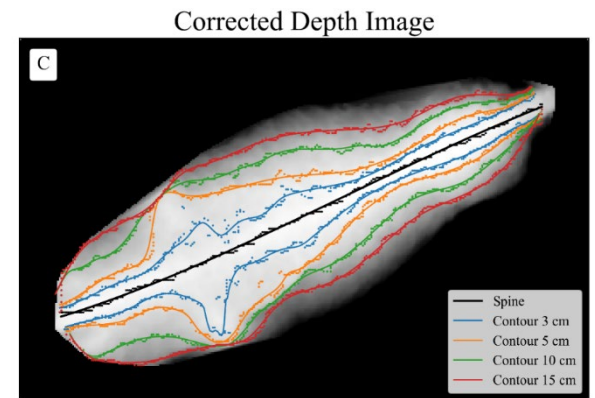 Corrected Depth Image
C
Spine
Contour 3 cm
Contour 5 cm
Contour 10 cm
Contour 15 cm